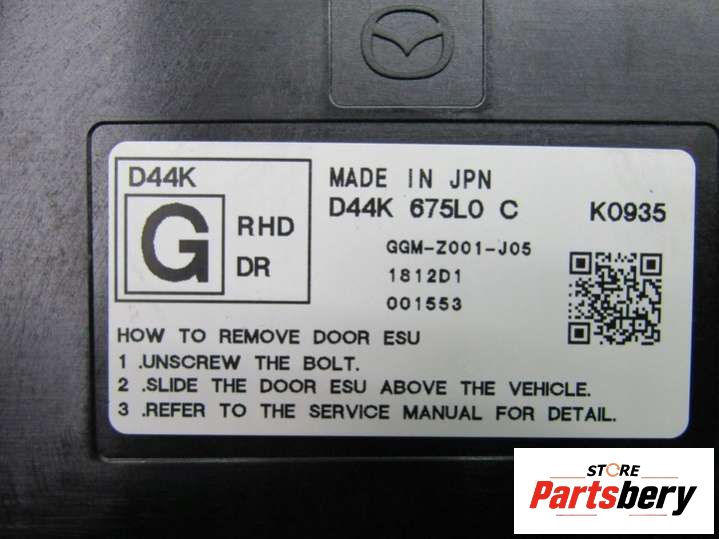 D44K
G
RHD
DR
MADE IN JPN
D44K 675L0 C
K0935
GGM-Z001-J05
1812D1
001553
HOW TO REMOVE DOOR ESU
1 .UNSCREW THE BOLT.
2 .SLIDE THE DOOR ESU ABOVE THE VEHICLE.
3 .REFER TO THE SERVICE MANUAL FOR DETAIL.
STORE
Partsbery